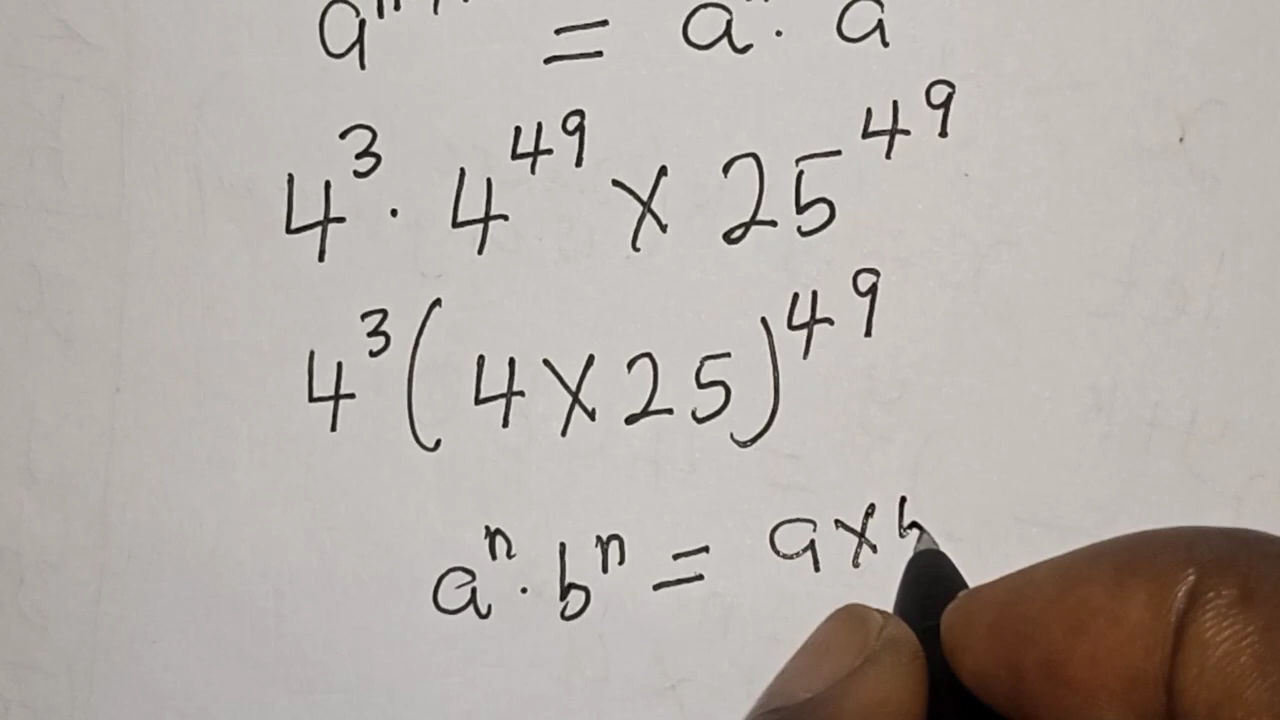 a = a · a
4³ · 4⁴⁹ × 25⁴⁹
4³(4×25)⁴⁹
aⁿ · bⁿ = a×b